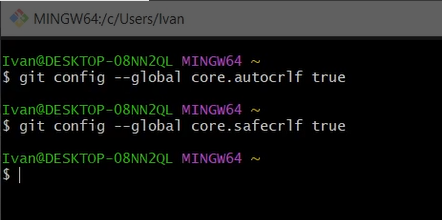 MINGW64:/c/Users/Ivan
Ivan@DESKTOP-08NN2QL MINGW64 ~
$ git config --global core.autocrlf true
Ivan@DESKTOP-08NN2QL MINGW64 ~
$ git config --global core.safecrlf true
Ivan@DESKTOP-08NN2QL MINGW64 ~
$